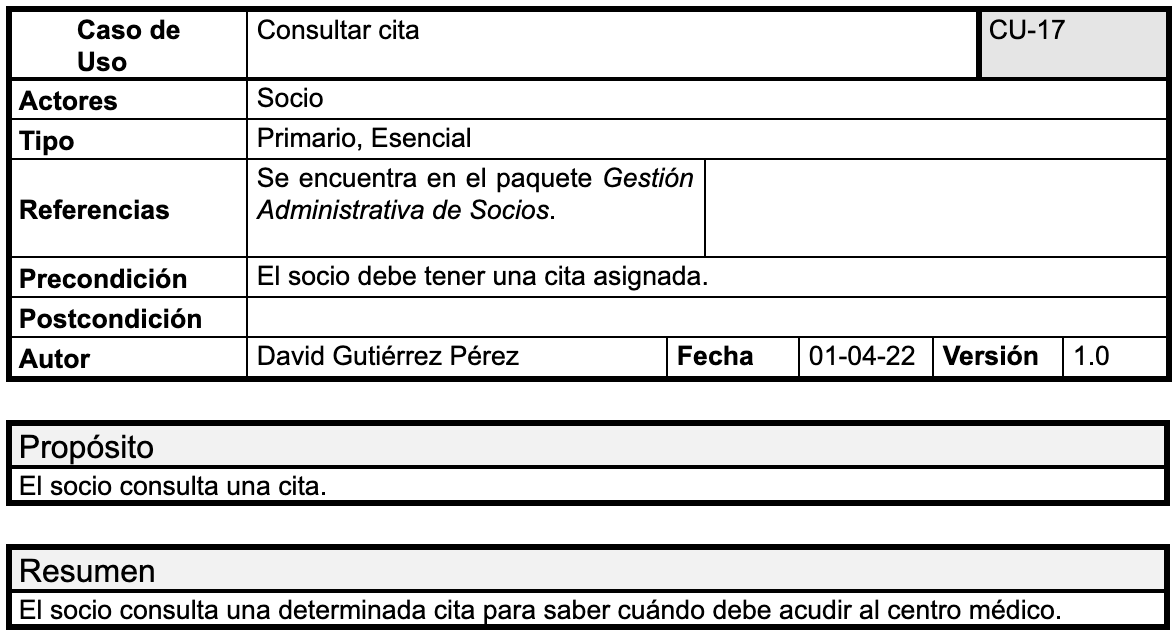 Caso de
Uso
Consultar cita
CU-17
Actores
Socio
Tipo
Primario, Esencial
Referencias
Se encuentra en el paquete Gestión
Administrativa de Socios.
Precondición
El socio debe tener una cita asignada.
Postcondición
Autor
David Gutiérrez Pérez
Fecha
01-04-22
Versión
1.0
Propósito
El socio consulta una cita.
Resumen
El socio consulta una determinada cita para saber cuándo debe acudir al centro médico.